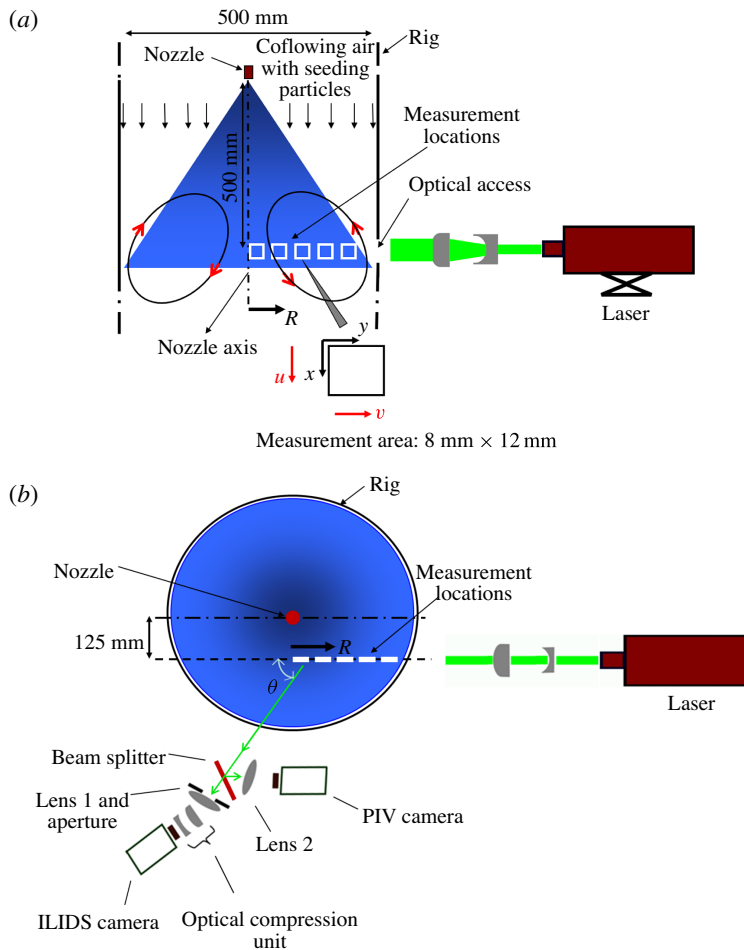 (a)
500 mm
Rig
Nozzle
Coflowing air
with seeding
particles
Measurement
locations
500 mm
Optical access
Laser
R
Nozzle axis
y
x
u
v
Measurement area: 8 mm × 12 mm
(b)
Rig
Nozzle
Measurement
locations
125 mm
R
θ
Laser
Beam splitter
Lens 1 and
aperture
PIV camera
Lens 2
ILIDS camera
Optical compression
unit